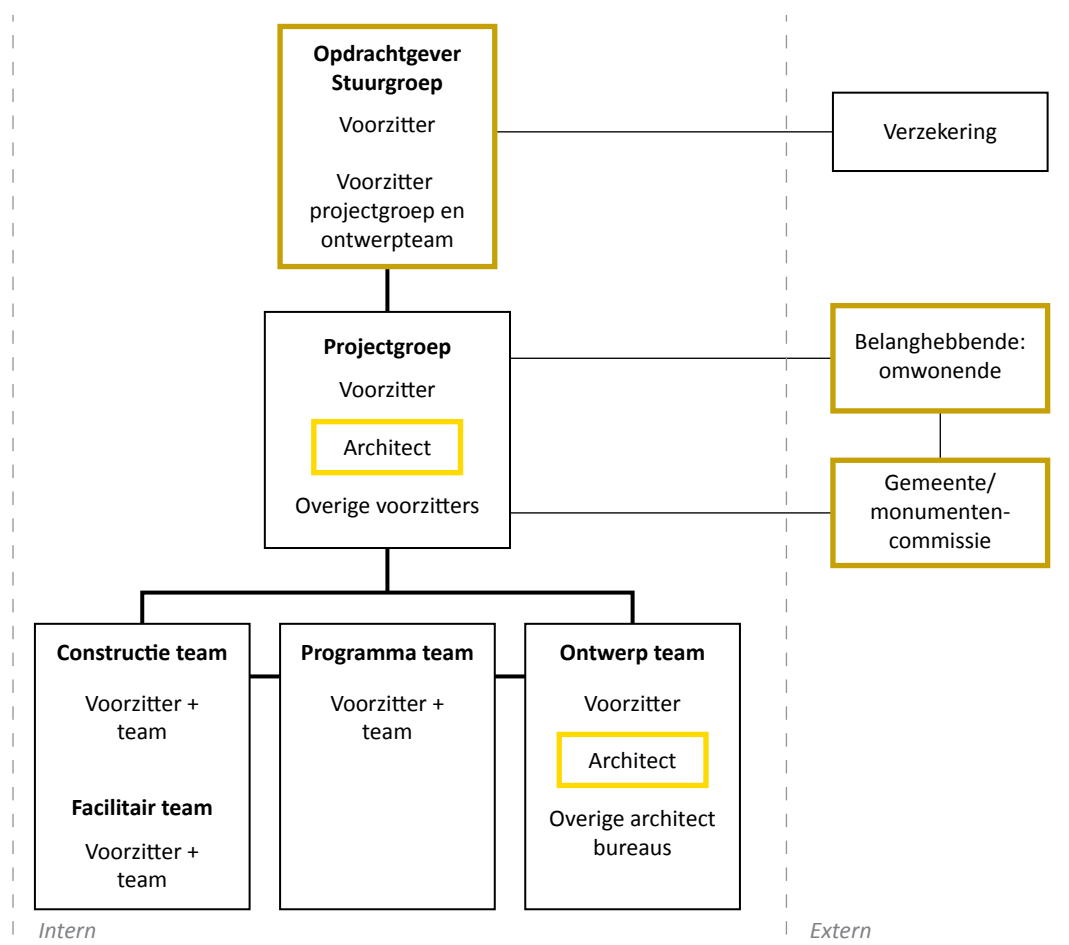 Opdrachtgever
Stuurgroep
Voorzitter
Voorzitter
projectgroep en
ontwerpteam
Verzekering
Projectgroep
Voorzitter
Architect
Overige voorzitters
Belanghebbende:
omwonende
Gemeente/
monumenten-
commissie
Constructie team
Voorzitter +
team
Facilitair team
Voorzitter +
team
Programma team
Voorzitter +
team
Ontwerp team
Voorzitter
Architect
Overige architect
bureaus
Intern
Extern